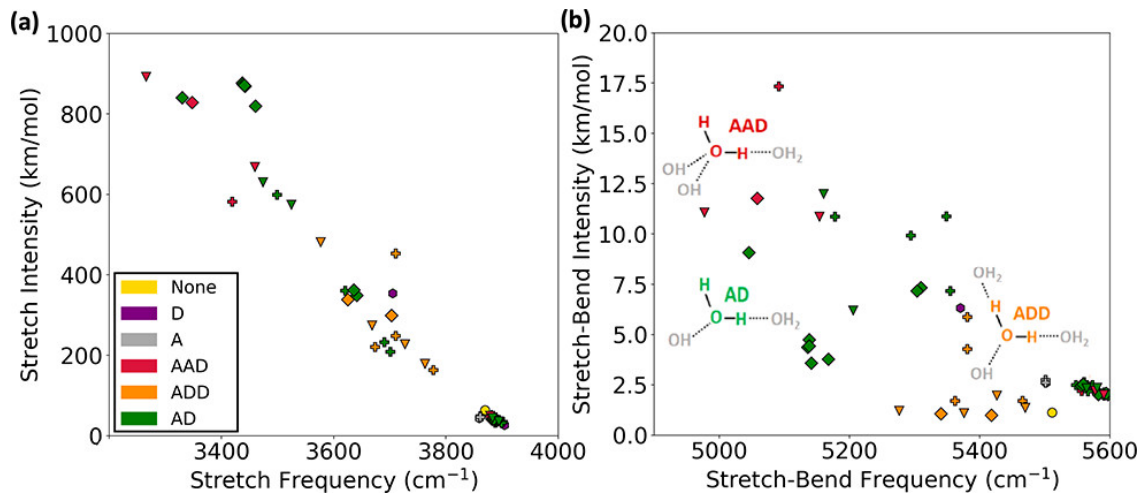 (a)
1000
800
600
400
200
0
Stretch Intensity (km/mol)
None
D
A
AAD
ADD
AD
3400
3600
3800
4000
Stretch Frequency (cm⁻¹)
(b)
20.0
17.5
15.0
12.5
10.0
7.5
5.0
2.5
0.0
Stretch-Bend Intensity (km/mol)
H AAD
O H OH₂
OH
OH
H AD
O H OH₂
OH
OH₂
H ADD
O H OH₂
OH
5000
5200
5400
5600
Stretch-Bend Frequency (cm⁻¹)